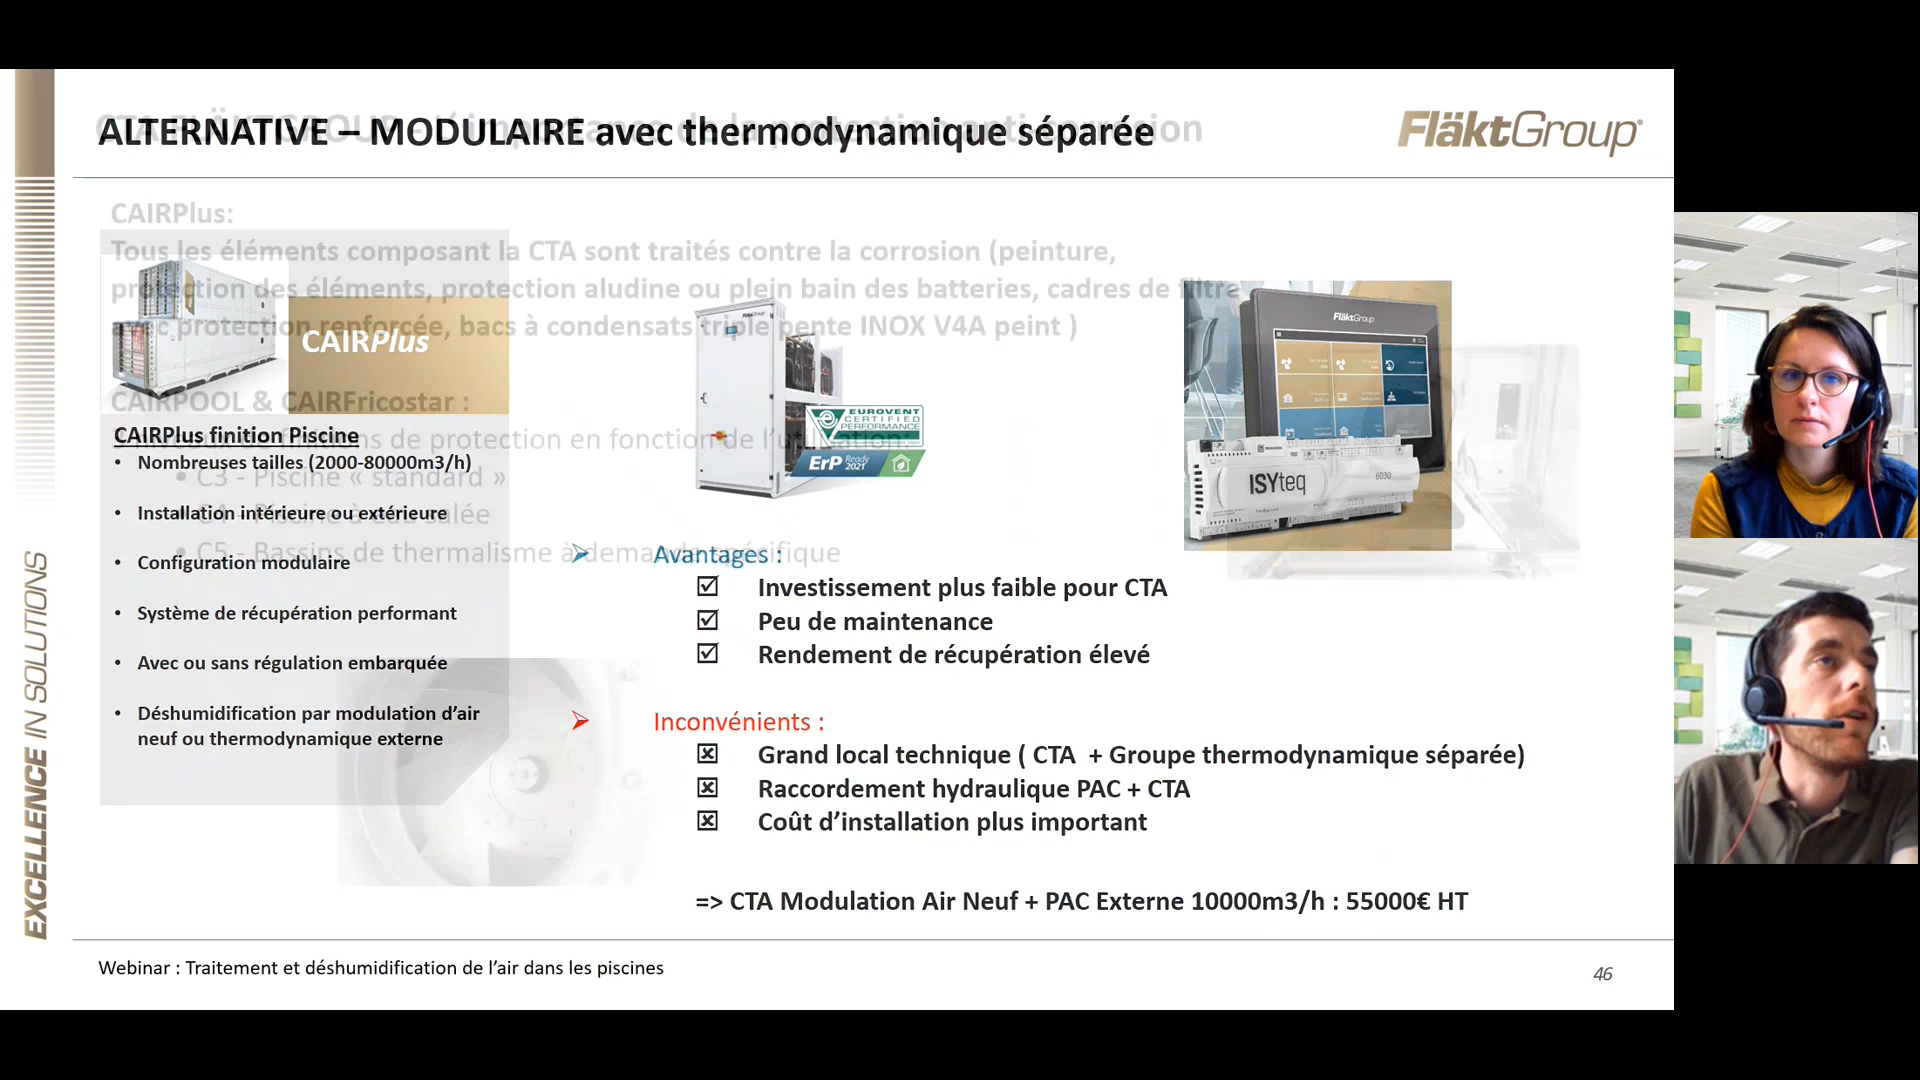 ALTERNATIVE – MODULAIRE avec thermodynamique séparée
FläktGroup
CAIRPlus:
Tous les éléments composant la CTA sont traités contre la corrosion (peinture,
protection des éléments, protection aludine ou plein bain des batteries, cadres de filtre
avec protection renforcée, bacs à condensats triple pente INOX V4A peint )
CAIRPOOL & CAIRFricostar :
de protection en fonction de l’utilisation:
C3 - Piscine « standard »
C4 - Piscine à eau salée
C5 - Bassins de thermalisme à demande spécifique
CAIRPlus
CAIRPlus finition Piscine
• Nombreuses tailles (2000-80000m3/h)
• Installation intérieure ou extérieure
• Configuration modulaire
• Système de récupération performant
• Avec ou sans régulation embarquée
• Déshumidification par modulation d’air
neuf ou thermodynamique externe
FläktGroup
EUROVENT
CERTIFIED
PERFORMANCE
ErP Ready
2021
FläktGroup
ISYteq
6030
Avantages :
Investissement plus faible pour CTA
Peu de maintenance
Rendement de récupération élevé
Inconvénients :
Grand local technique ( CTA + Groupe thermodynamique séparée)
Raccordement hydraulique PAC + CTA
Coût d’installation plus important
=> CTA Modulation Air Neuf + PAC Externe 10000m3/h : 55000€ HT
EXCELLENCE IN SOLUTIONS
Webinar : Traitement et déshumidification de l’air dans les piscines
46